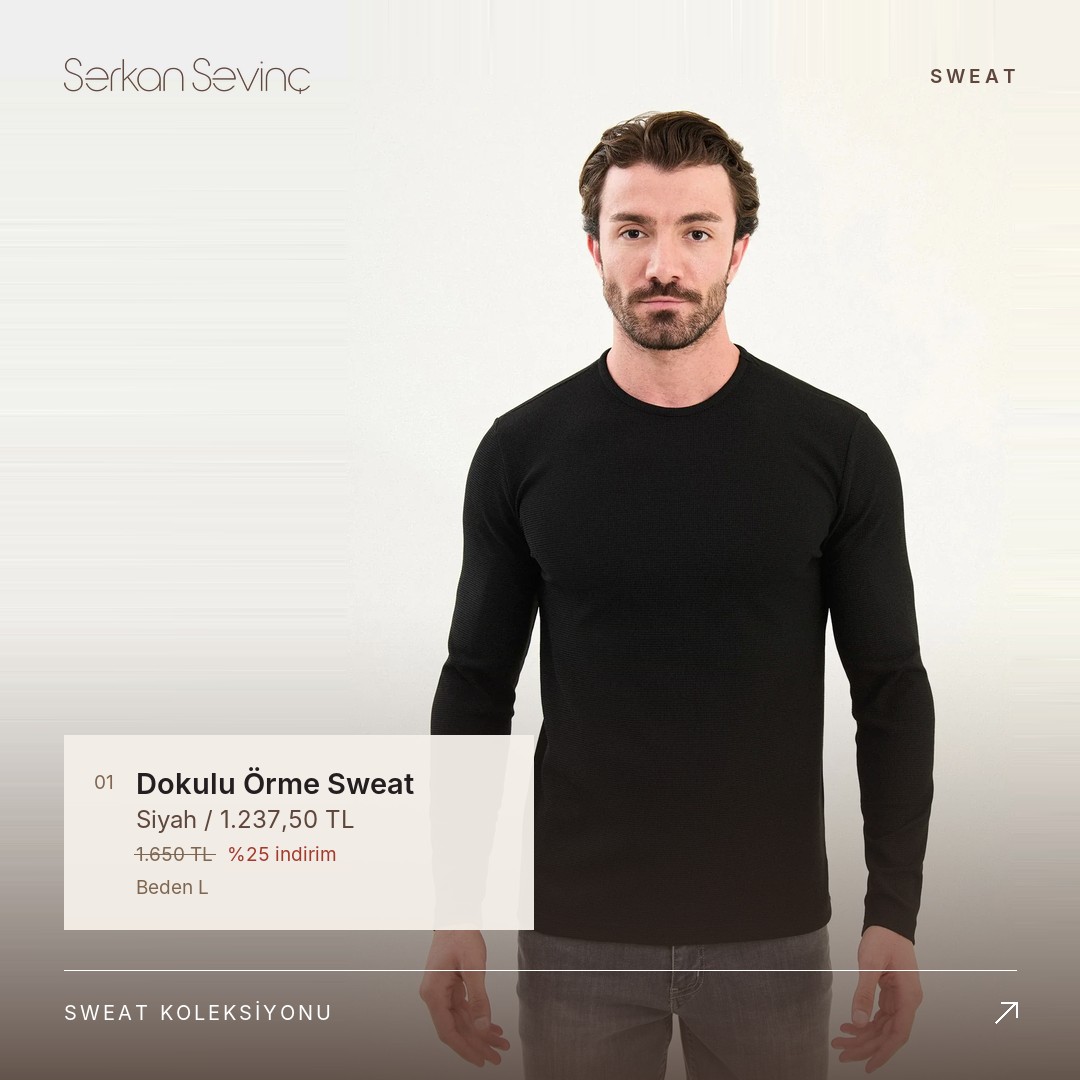 Serkan Sevinç
SWEAT
01 Dokulu Örme Sweat
Siyah / 1.237,50 TL
1.650 TL %25 indirim
Beden L
SWEAT KOLEKSİYONU